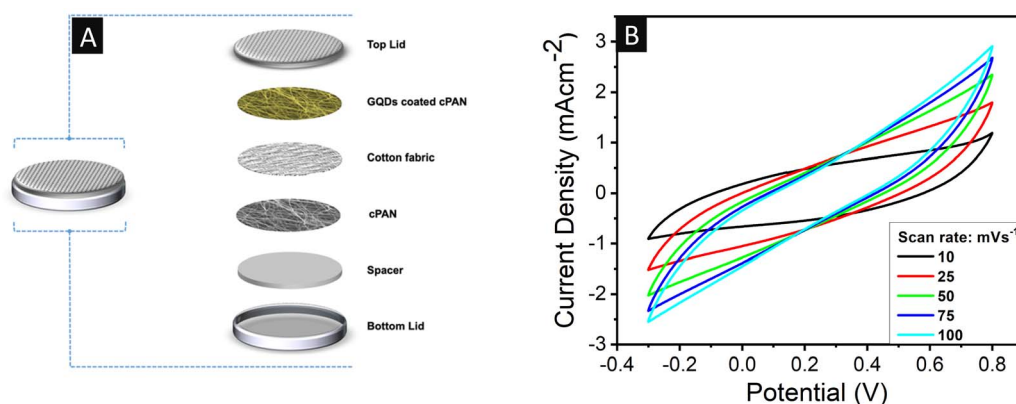 A
Top Lid
GQDs coated cPAN
Cotton fabric
cPAN
Spacer
Bottom Lid
B
Current Density (mAcm⁻²)
3
2
1
0
-1
-2
-3
-0.4 -0.2 0.0 0.2 0.4 0.6 0.8
Potential (V)
Scan rate: mVs⁻¹
10
25
50
75
100